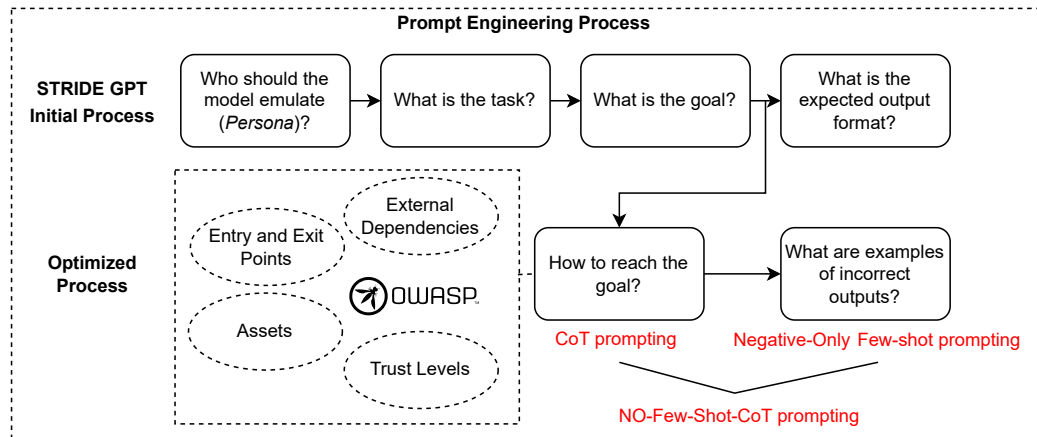 Prompt Engineering Process
STRIDE GPT
Initial Process
Who should the
model emulate
(Persona)?
What is the task?
What is the goal?
What is the
expected output
format?
Optimized
Process
External
Dependencies
Entry and Exit
Points
OWASP
Assets
Trust Levels
How to reach the
goal?
What are examples
of incorrect
outputs?
CoT prompting
Negative-Only Few-shot prompting
NO-Few-Shot-CoT prompting